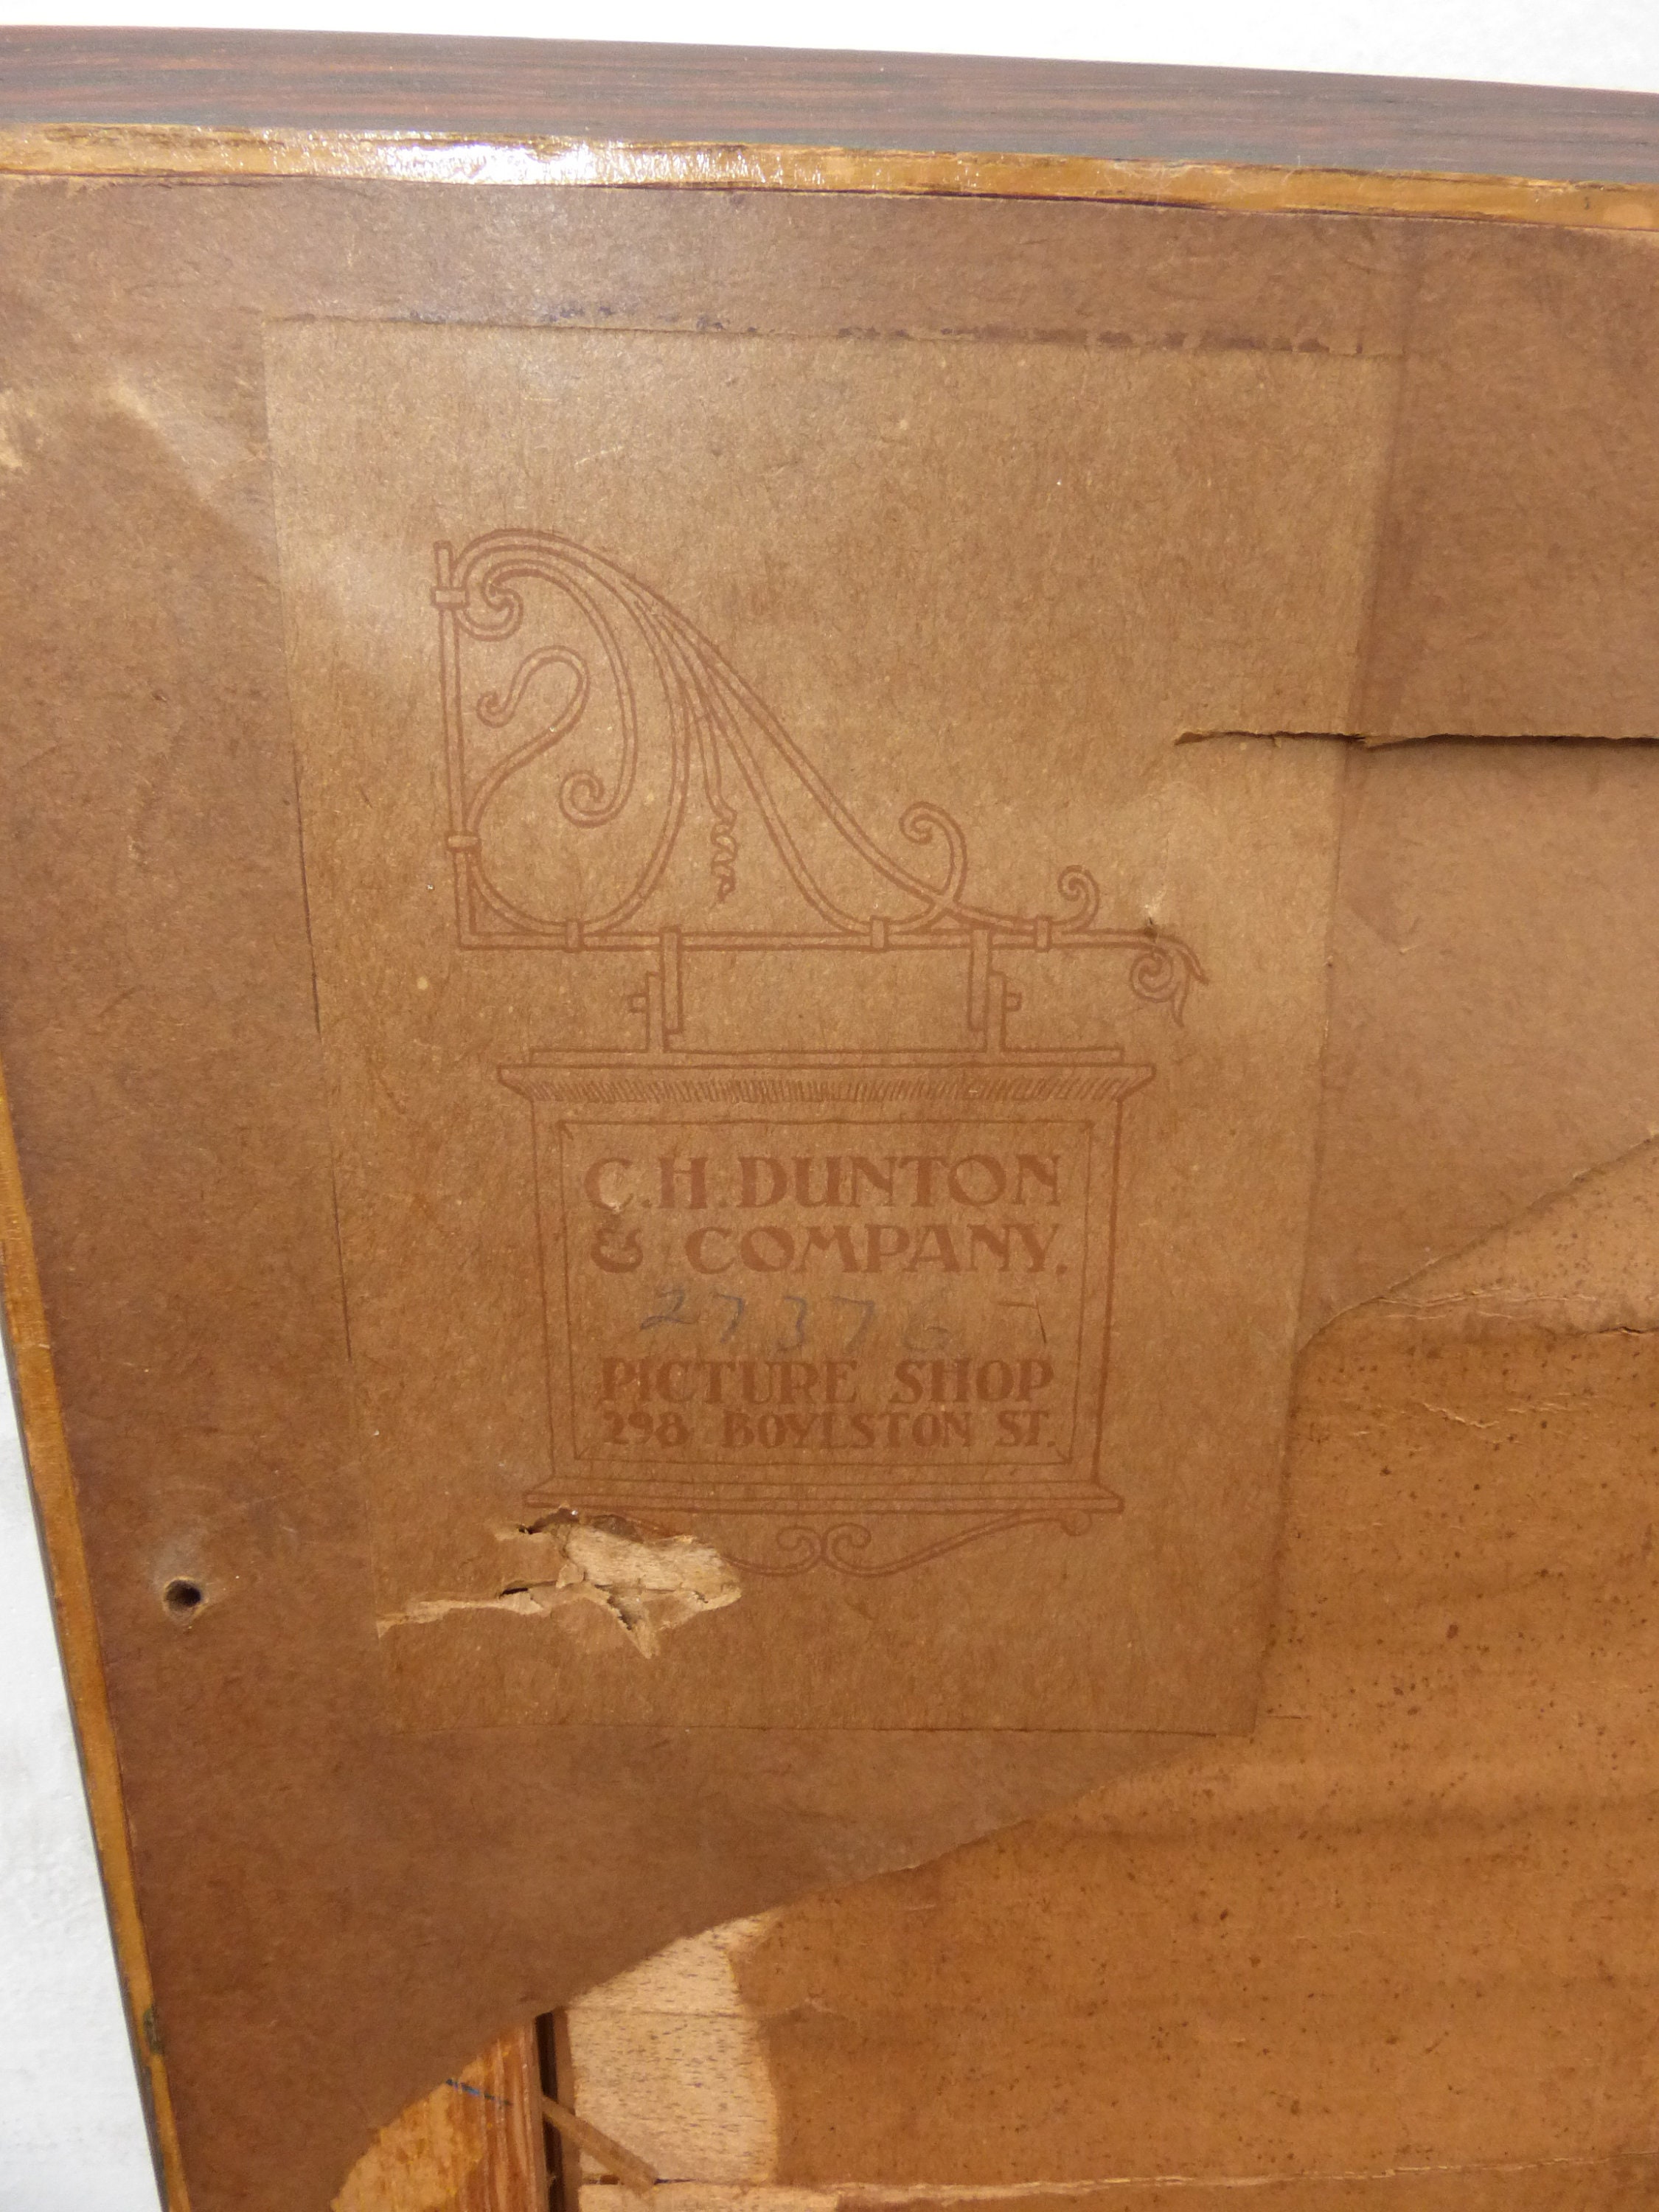 C.H.DUNTON
& COMPANY.
27376
PICTURE SHOP
298 BOYLSTON ST.